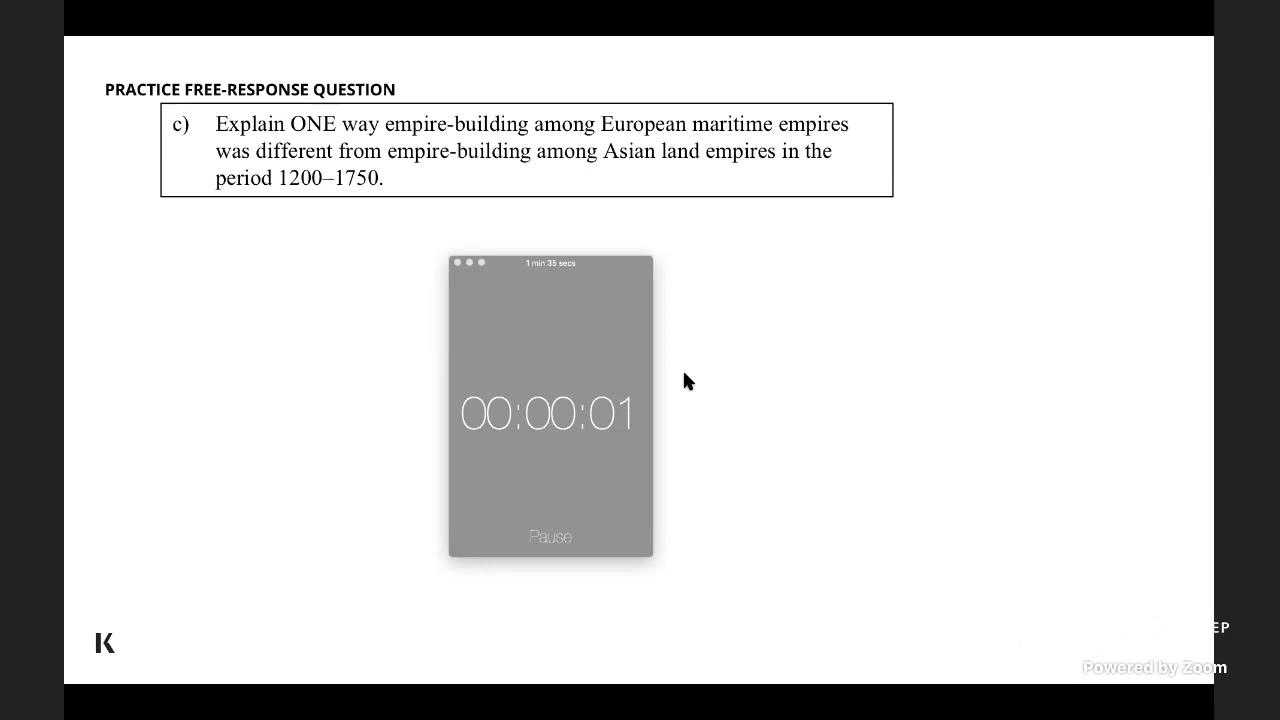 PRACTICE FREE-RESPONSE QUESTION
c) Explain ONE way empire-building among European maritime empires
was different from empire-building among Asian land empires in the
period 1200–1750.
1 min 35 secs
00:00:01
Pause
K
EP
Powered by Zoom